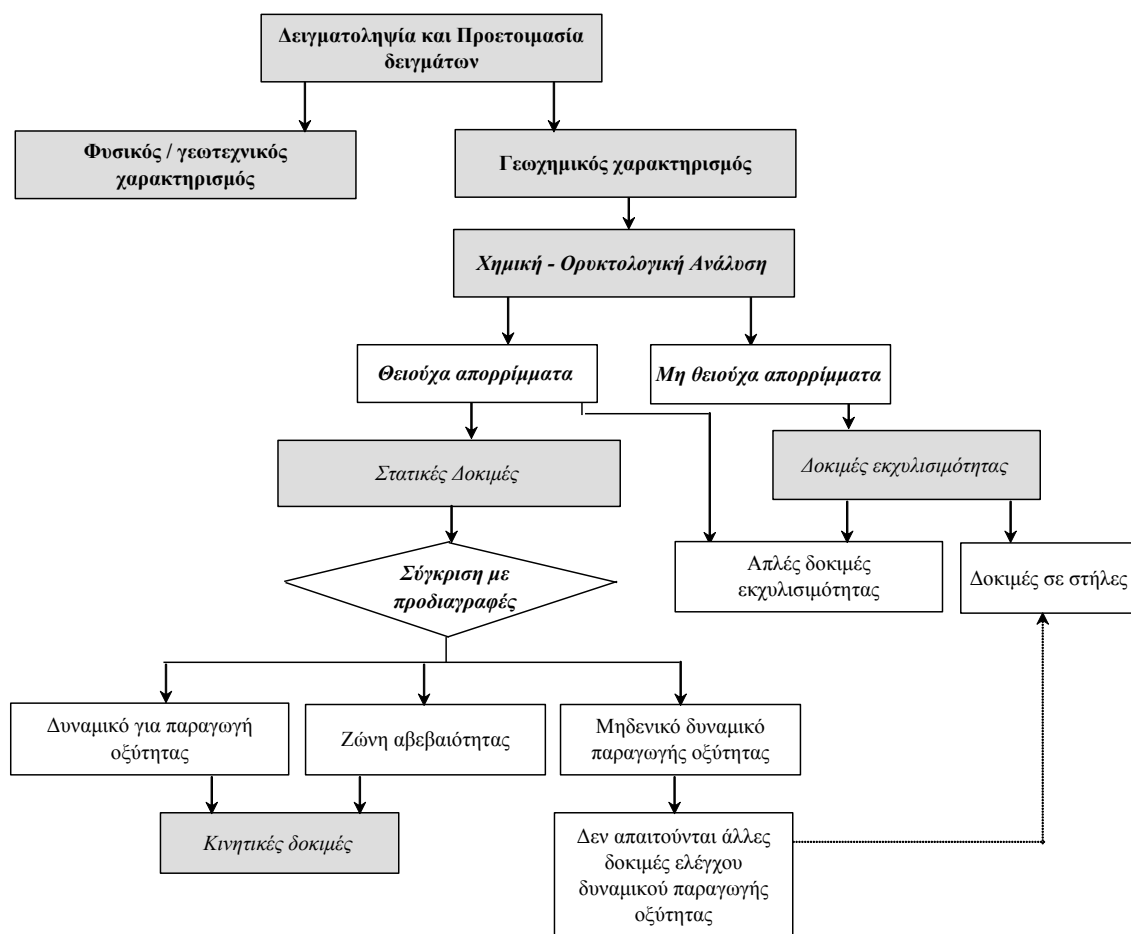 Δειγματοληψία και Προετοιμασία
δειγμάτων
Φυσικός / γεωτεχνικός
χαρακτηρισμός
Γεωχημικός χαρακτηρισμός
Χημική - Ορυκτολογική Ανάλυση
Θειούχα απορρίμματα
Μη θειούχα απορρίμματα
Στατικές Δοκιμές
Δοκιμές εκχυλισιμότητας
Σύγκριση με
προδιαγραφές
Απλές δοκιμές
εκχυλισιμότητας
Δοκιμές σε στήλες
Δυναμικό για παραγωγή
οξύτητας
Ζώνη αβεβαιότητας
Μηδενικό δυναμικό
παραγωγής οξύτητας
Κινητικές δοκιμές
Δεν απαιτούνται άλλες
δοκιμές ελέγχου
δυναμικού παραγωγής
οξύτητας